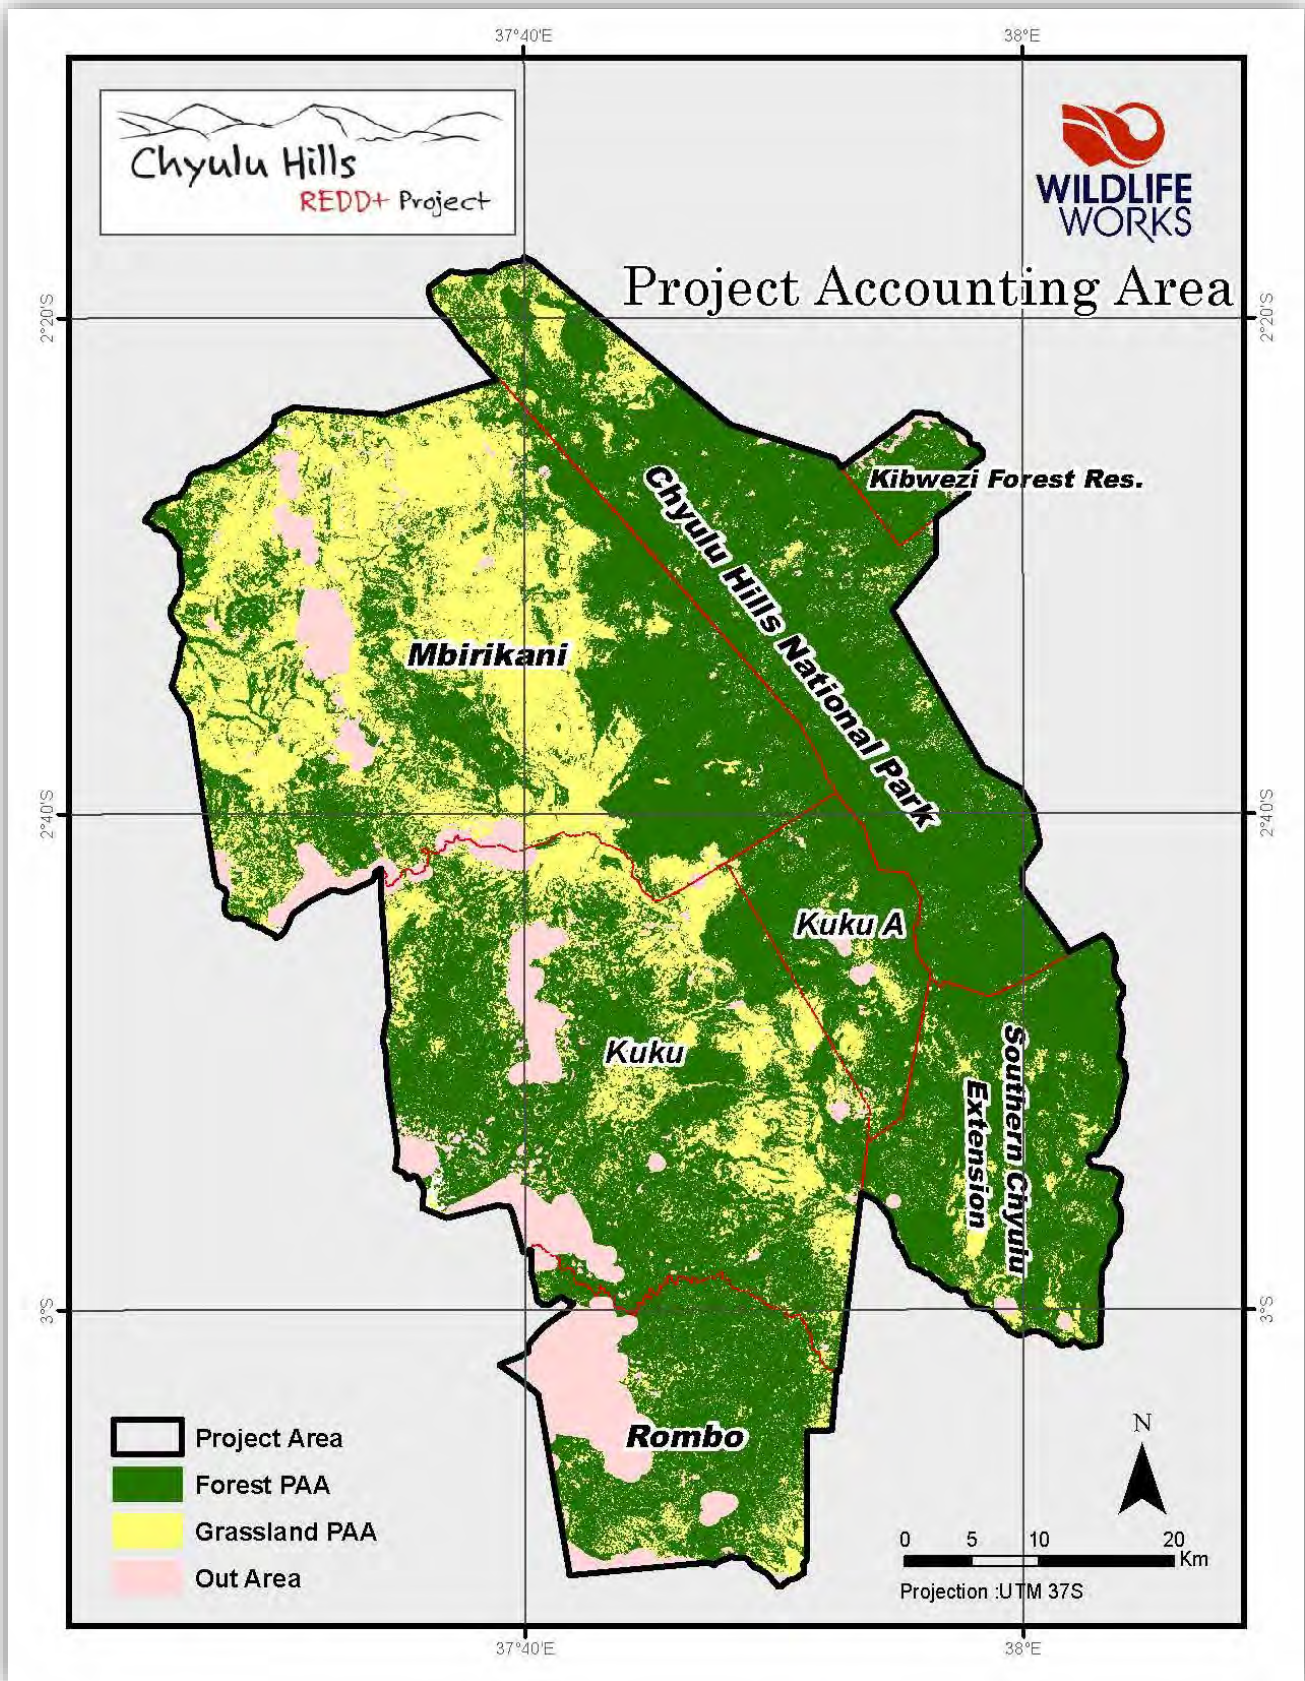 37°40'E
38°E
Chyulu Hills
REDD+ Project
WILDLIFE
WORKS
Project Accounting Area
2°20'S
2°20'S
Kibwezi Forest Res.
Chyulu Hills National Park
Mbirikani
2°40'S
2°40'S
Kuku A
Kuku
Southern Chyulu
Extension
3°S
3°S
Rombo
Project Area
Forest PAA
Grassland PAA
Out Area
N
0 5 10 20
Km
Projection :UTM 37S
37°40'E
38°E